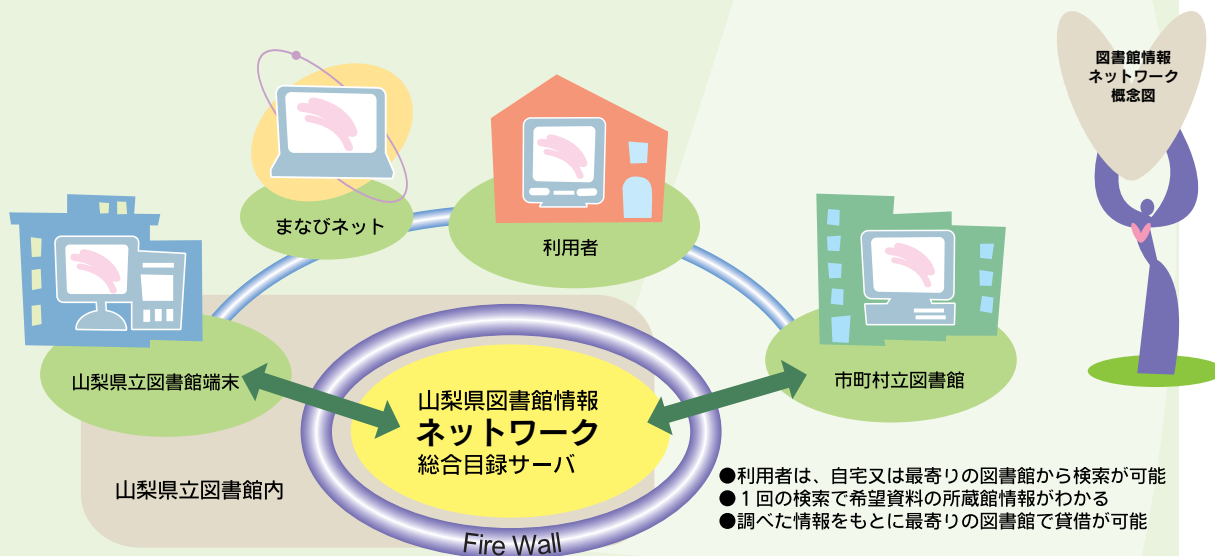 図書館情報
ネットワーク
概念図
まなびネット
利用者
山梨県立図書館端末
市町村立図書館
山梨県図書館情報
ネットワーク
総合目録サーバ
山梨県立図書館内
Fire Wall
●利用者は、自宅又は最寄りの図書館から検索が可能
●１回の検索で希望資料の所蔵館情報がわかる
●調べた情報をもとに最寄りの図書館で貸借が可能